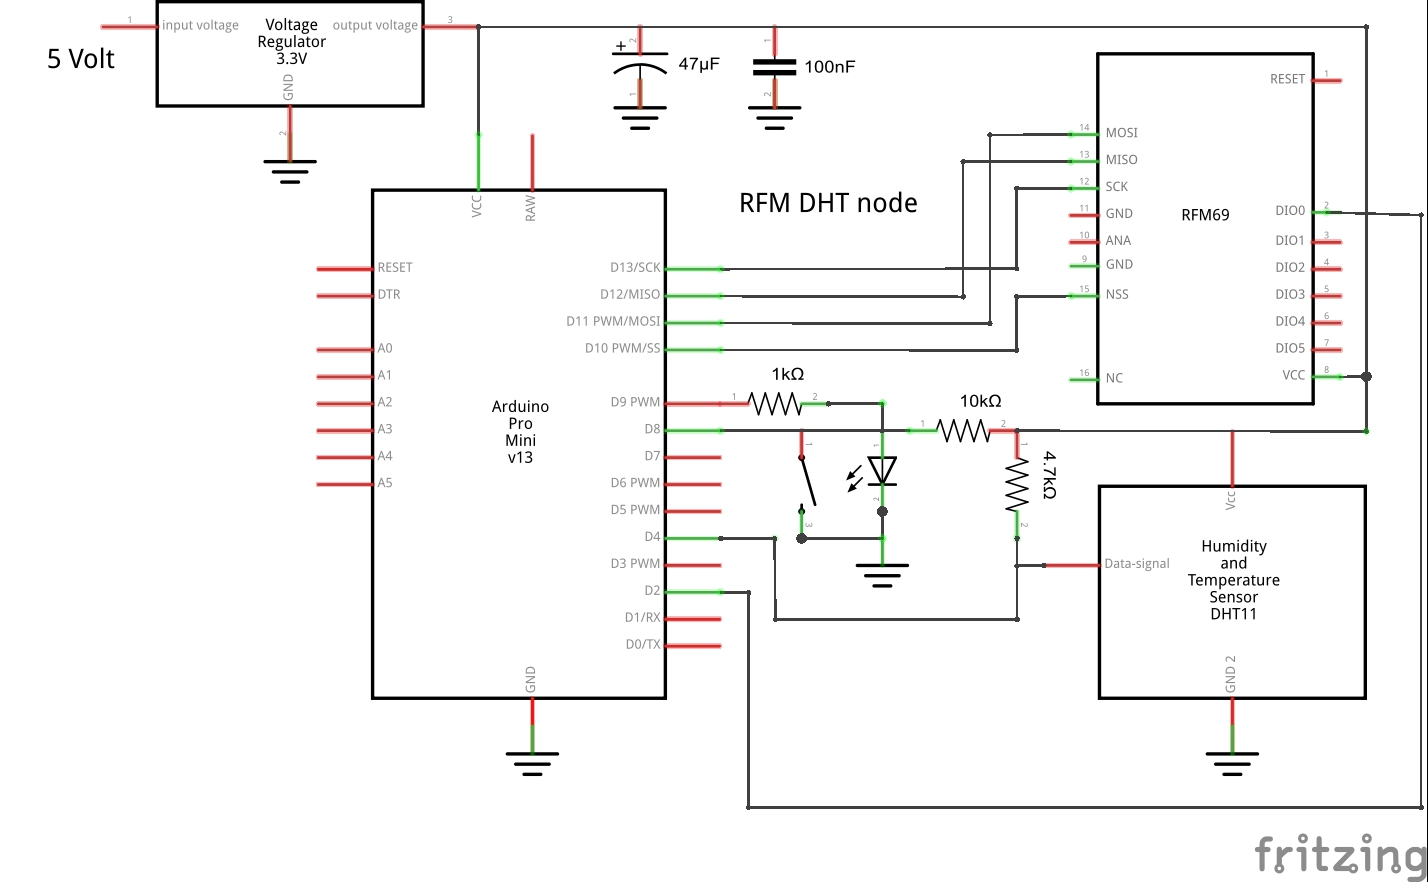 1
input voltage
Voltage
Regulator
3.3V
output voltage
3
GND
2
5 Volt
+
2
1
47µF
1
2
100nF
RFM DHT node
VCC
RAW
RESET
DTR
A0
A1
A2
A3
A4
A5
Arduino
Pro
Mini
v13
D13/SCK
D12/MISO
D11 PWM/MOSI
D10 PWM/SS
D9 PWM
D8
D7
D6 PWM
D5 PWM
D4
D3 PWM
D2
D1/RX
D0/TX
GND
1kΩ
1
2
1
3
1
2
10kΩ
1
2
4.7kΩ
1
2
RFM69
14
MOSI
13
MISO
12
SCK
11
GND
10
ANA
9
GND
15
NSS
16
NC
RESET
1
DIO0
2
DIO1
3
DIO2
4
DIO3
5
DIO4
6
DIO5
7
VCC
8
Vcc
Data-signal
Humidity
and
Temperature
Sensor
DHT11
GND 2
fritzing